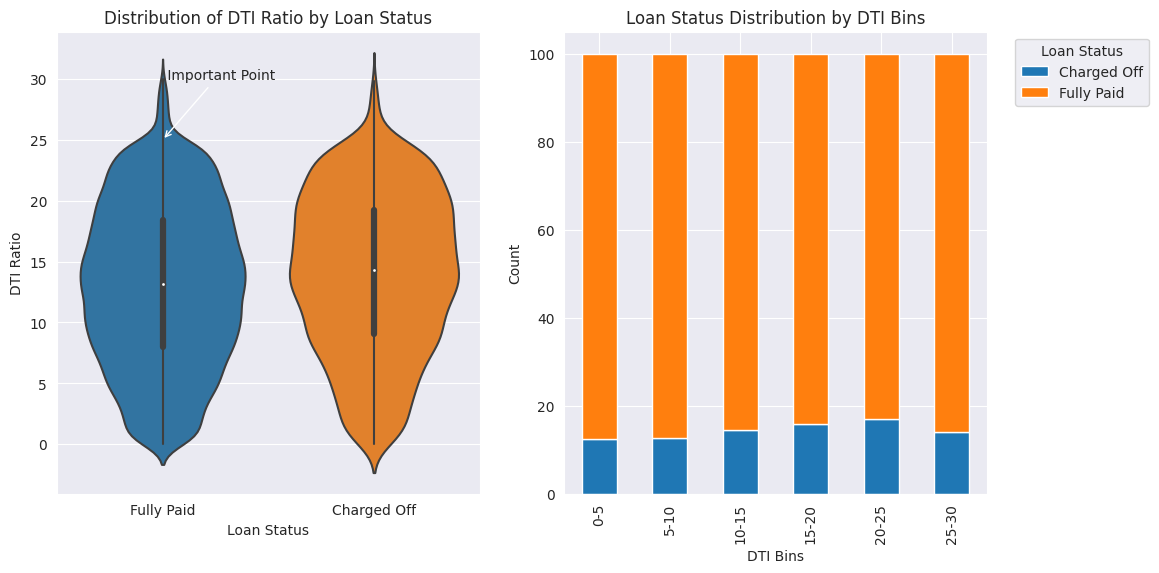 Distribution of DTI Ratio by Loan Status
30
25
20
15
10
5
0
DTI Ratio
Important Point
Fully Paid
Charged Off
Loan Status
Loan Status Distribution by DTI Bins
100
80
60
40
20
0
Count
0-5
5-10
10-15
15-20
20-25
25-30
DTI Bins
Loan Status
Charged Off
Fully Paid